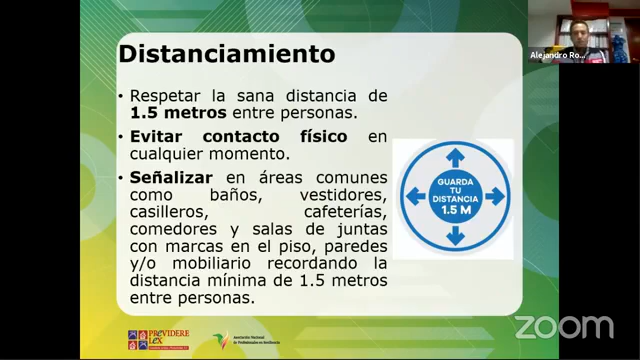 Distanciamiento
Alejandro Ro...
• Respetar la sana distancia de
1.5 metros entre personas.
• Evitar contacto físico en
cualquier momento.
• Señalizar en áreas comunes
como baños, vestidores,
casilleros, cafeterías,
comedores y salas de juntas
con marcas en el piso, paredes
y/o mobiliario recordando la
distancia mínima de 1.5 metros
entre personas.
GUARDA
TU
DISTANCIA
1.5 M
PREVIDERE
LEX
Asociación Nacional
de Profesionales en Resiliencia
zoom